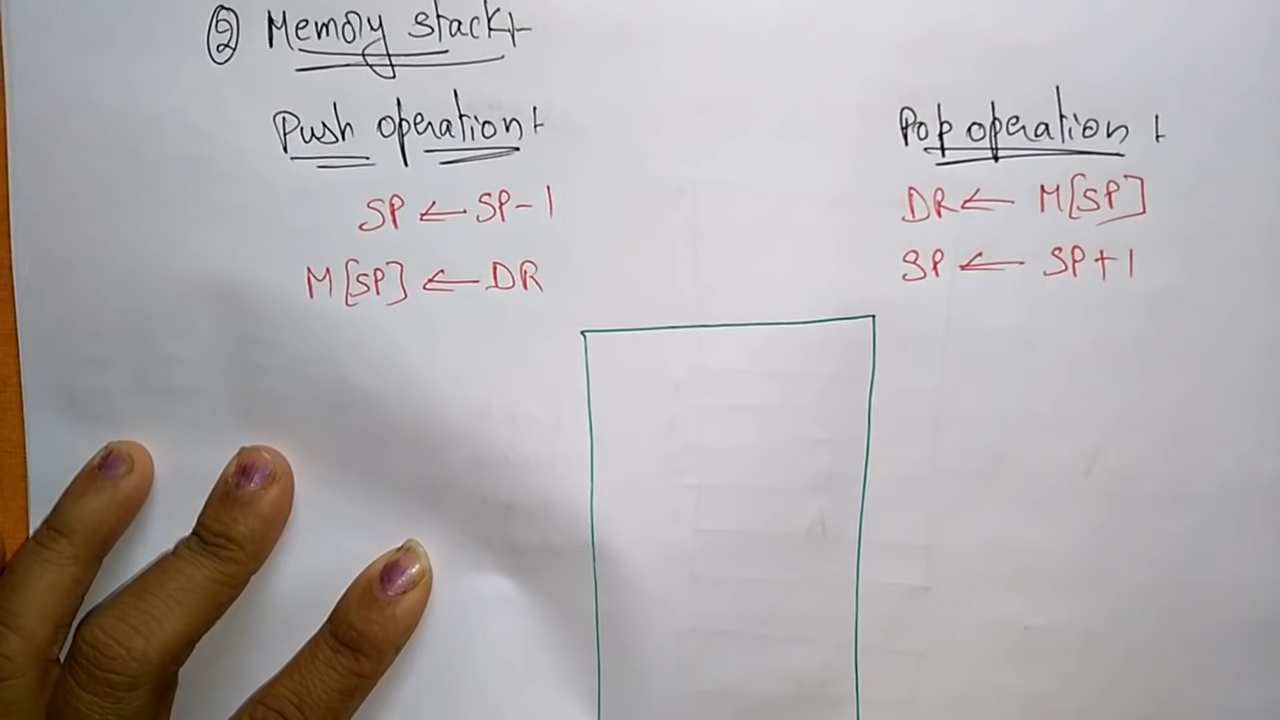 ② Memory stack:-
Push operation:-
SP ← SP-1
M[SP] ← DR
Pop operation :-
DR ← M[SP]
SP ← SP+1